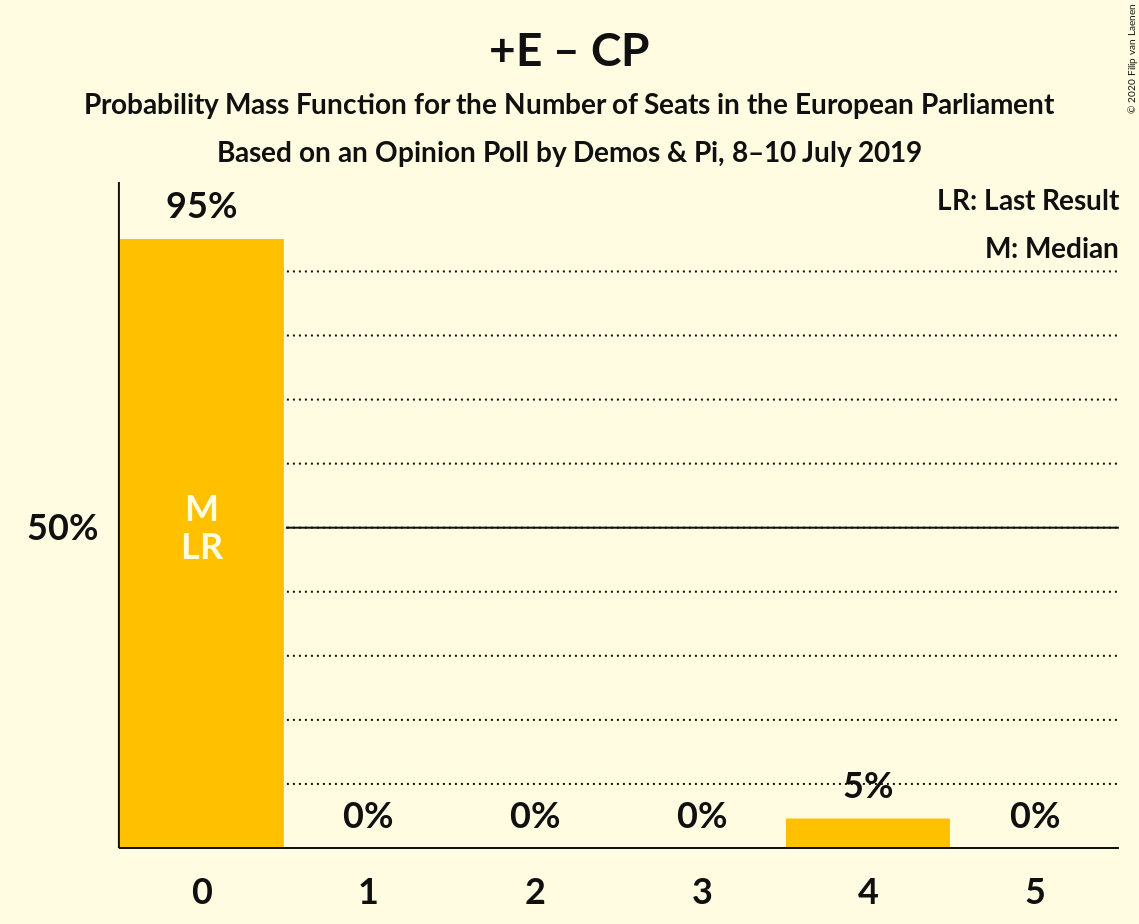 +E – CP
Probability Mass Function for the Number of Seats in the European Parliament
Based on an Opinion Poll by Demos & Pi, 8–10 July 2019
© 2020 Filip van Laenen
LR: Last Result
M: Median
95%
M
LR
50%
0%
0%
0%
5%
0%
0
1
2
3
4
5